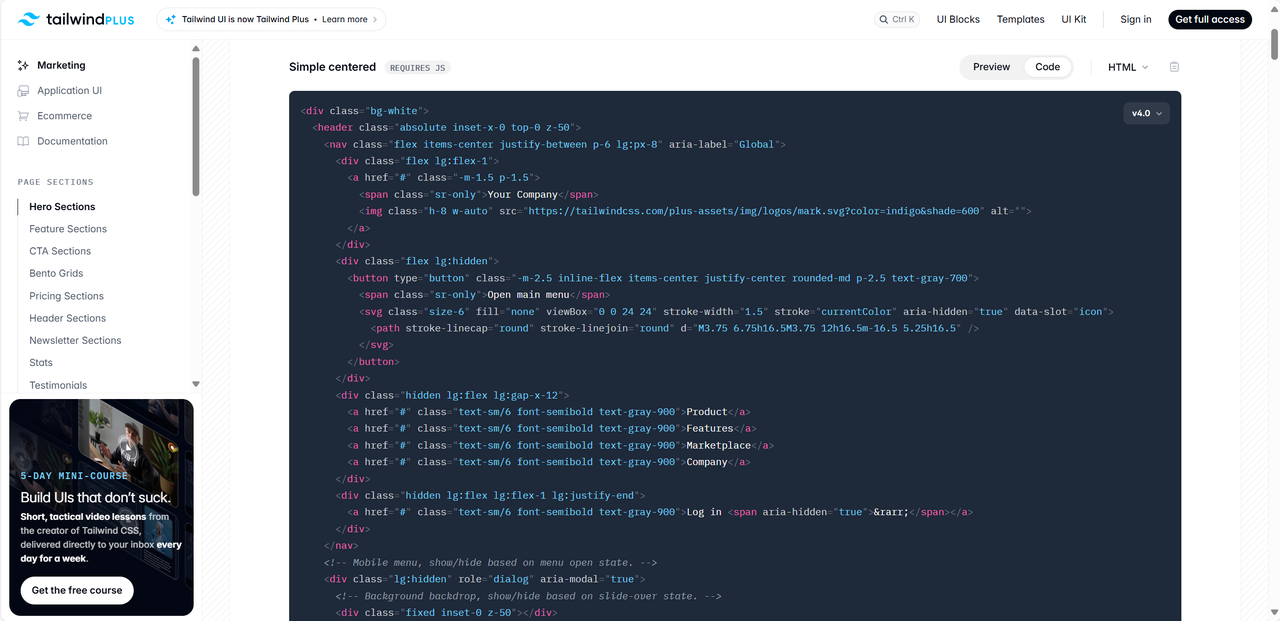 tailwindPLUS
Tailwind UI is now Tailwind Plus • Learn more
Ctrl K
UI Blocks
Templates
UI Kit
Sign in
Get full access
Marketing
Application UI
Ecommerce
Documentation
PAGE SECTIONS
Hero Sections
Feature Sections
CTA Sections
Bento Grids
Pricing Sections
Header Sections
Newsletter Sections
Stats
Testimonials
5-DAY MINI-COURSE
Build UIs that don't suck.
Short, tactical video lessons from
the creator of Tailwind CSS,
delivered directly to your inbox every
day for a week.
Get the free course
Simple centered REQUIRES JS
Preview
Code
HTML
v4.0
<div class="bg-white">
<header class="absolute inset-x-0 top-0 z-50">
<nav class="flex items-center justify-between p-6 lg:px-8" aria-label="Global">
<div class="flex lg:flex-1">
<a href="#" class="-m-1.5 p-1.5">
<span class="sr-only">Your Company</span>
<img class="h-8 w-auto" src="https://tailwindcss.com/plus-assets/img/logos/mark.svg?color=indigo&shade=600" alt="">
</a>
</div>
<div class="flex lg:hidden">
<button type="button" class="-m-2.5 inline-flex items-center justify-center rounded-md p-2.5 text-gray-700">
<span class="sr-only">Open main menu</span>
<svg class="size-6" fill="none" viewBox="0 0 24 24" stroke-width="1.5" stroke="currentColor" aria-hidden="true" data-slot="icon">
<path stroke-linecap="round" stroke-linejoin="round" d="M3.75 6.75h16.5M3.75 12h16.5m-16.5 5.25h16.5" />
</svg>
</button>
</div>
<div class="hidden lg:flex lg:gap-x-12">
<a href="#" class="text-sm/6 font-semibold text-gray-900">Product</a>
<a href="#" class="text-sm/6 font-semibold text-gray-900">Features</a>
<a href="#" class="text-sm/6 font-semibold text-gray-900">Marketplace</a>
<a href="#" class="text-sm/6 font-semibold text-gray-900">Company</a>
</div>
<div class="hidden lg:flex lg:flex-1 lg:justify-end">
<a href="#" class="text-sm/6 font-semibold text-gray-900">Log in <span aria-hidden="true">&rarr;</span></a>
</div>
</nav>
<!-- Mobile menu, show/hide based on menu open state. -->
<div class="lg:hidden" role="dialog" aria-modal="true">
<!-- Background backdrop, show/hide based on slide-over state. -->
<div class="fixed inset-0 z-50"></div>